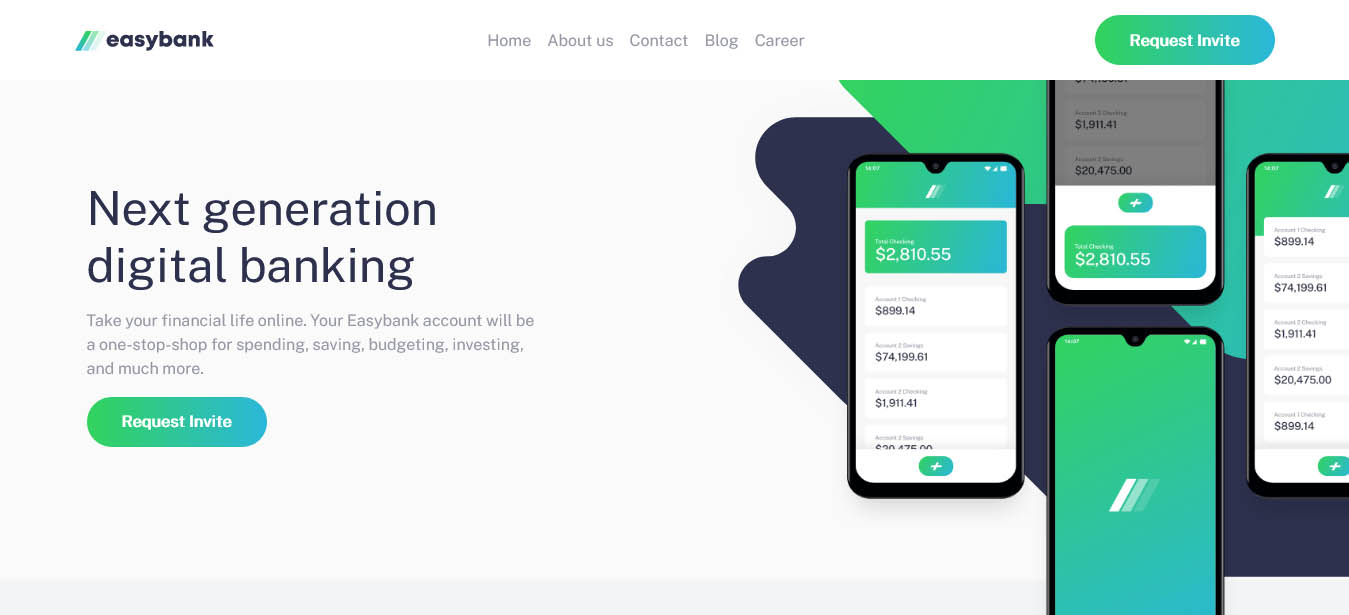 easybank
Home About us Contact Blog Career
Request Invite
Next generation
digital banking
Take your financial life online. Your Easybank account will be
a one-stop-shop for spending, saving, budgeting, investing,
and much more.
Request Invite
14:07
Total Checking
$2,810.55
Account 1 Checking
$899.14
Account 2 Savings
$74,199.61
Account 2 Checking
$1,911.41
Account 2 Savings
$20,475.00
Account 2 Checking
$1,911.41
Account 2 Savings
$20,475.00
Total Checking
$2,810.55
14:07
14:07
Account 1 Checking
$899.14
Account 2 Savings
$74,199.61
Account 2 Checking
$1,911.41
Account 2 Savings
$20,475.00
Account 1 Checking
$899.14